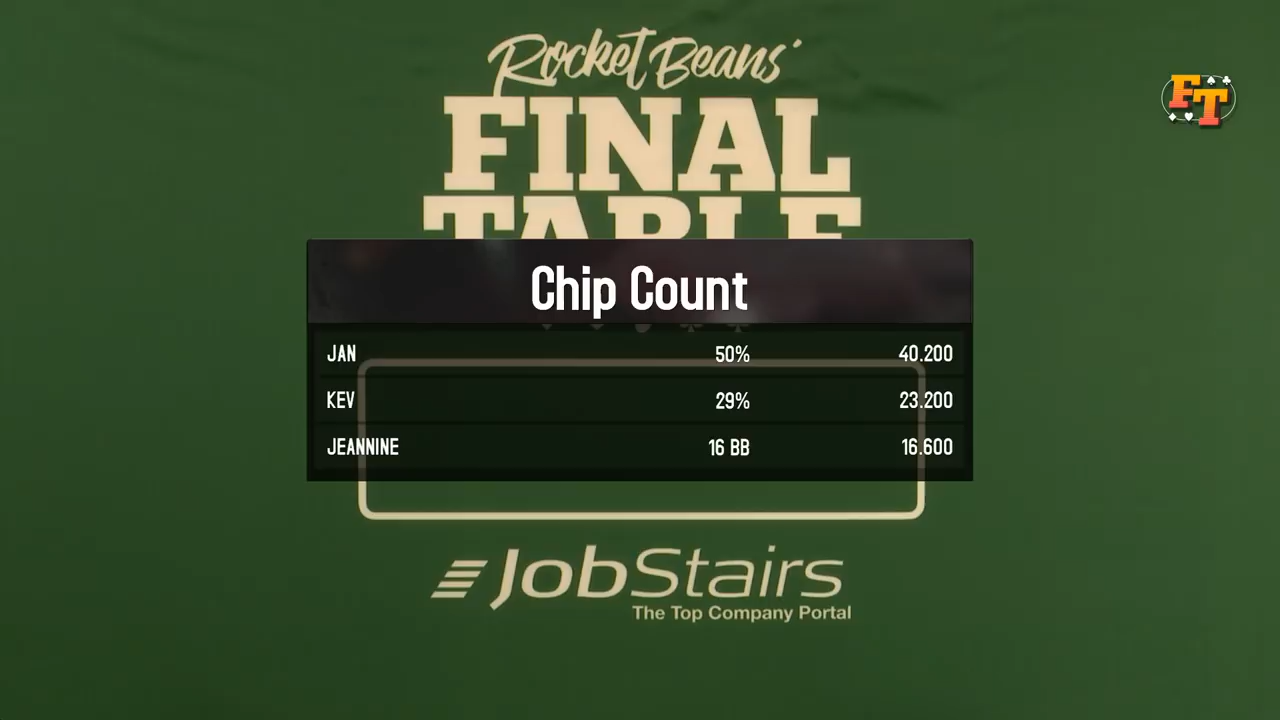 Rocket Beans'
FINAL
TABLE
FT
Chip Count
JAN 50% 40.200
KEV 29% 23.200
JEANNINE 16 BB 16.600
JobStairs
The Top Company Portal